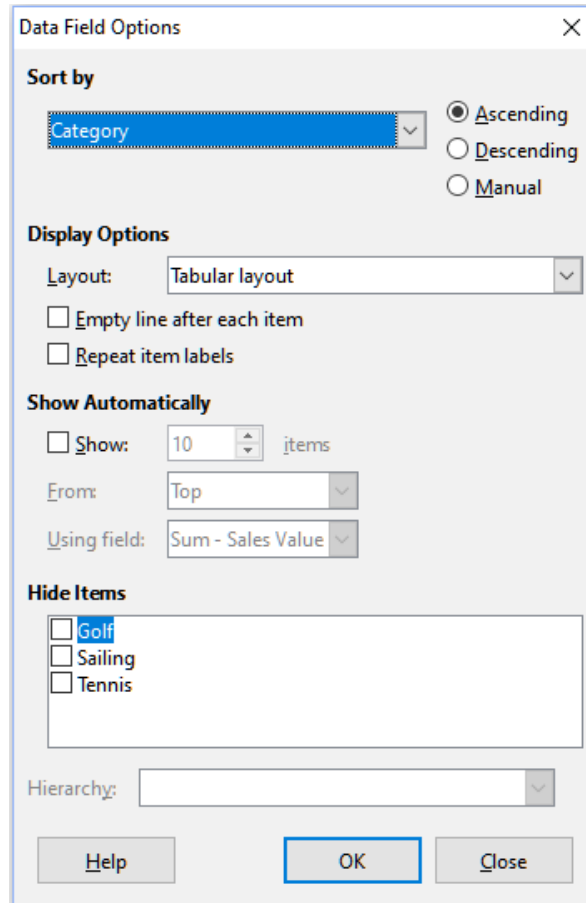 Data Field Options
Sort by
Category
Ascending
Descending
Manual
Display Options
Layout: Tabular layout
Empty line after each item
Repeat item labels
Show Automatically
Show: 10 items
From: Top
Using field: Sum - Sales Value
Hide Items
Golf
Sailing
Tennis
Hierarchy:
Help OK Close